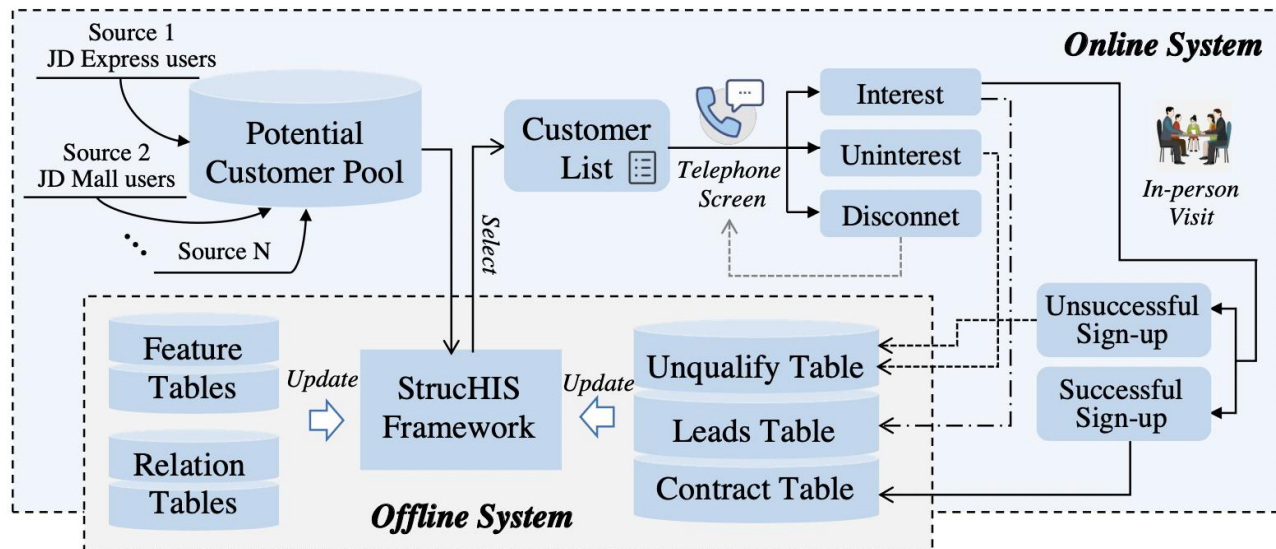 Source 1
JD Express users
Source 2
JD Mall users
Source N
Potential
Customer Pool
Select
Customer
List
Telephone
Screen
Interest
Uninterest
Disconnet
Online System
In-person
Visit
Unsuccessful
Sign-up
Successful
Sign-up
Feature
Tables
Relation
Tables
Update
StrucHIS
Framework
Update
Unqualify Table
Leads Table
Contract Table
Offline System